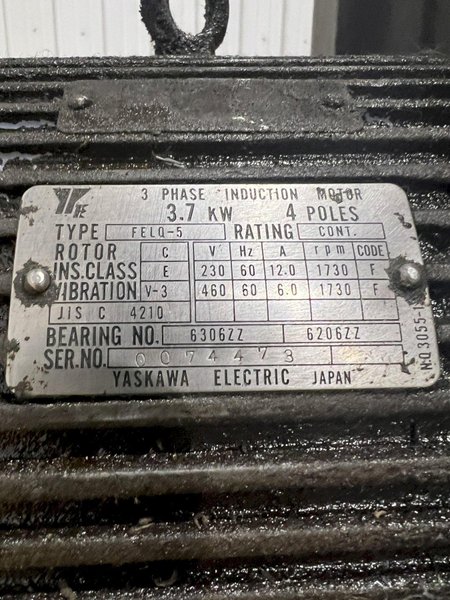 3 PHASE INDUCTION MOTOR
3.7 KW 4 POLES
TYPE FELQ-5 RATING CONT.
ROTOR C V Hz A rpm CODE
INS.CLASS E 230 60 12.0 1730 F
VIBRATION V-3 460 60 6.0 1730 F
JIS C 4210
BEARING NO. 6306ZZ 6206ZZ
SER.NO. 0074473
YASKAWA ELECTRIC JAPAN